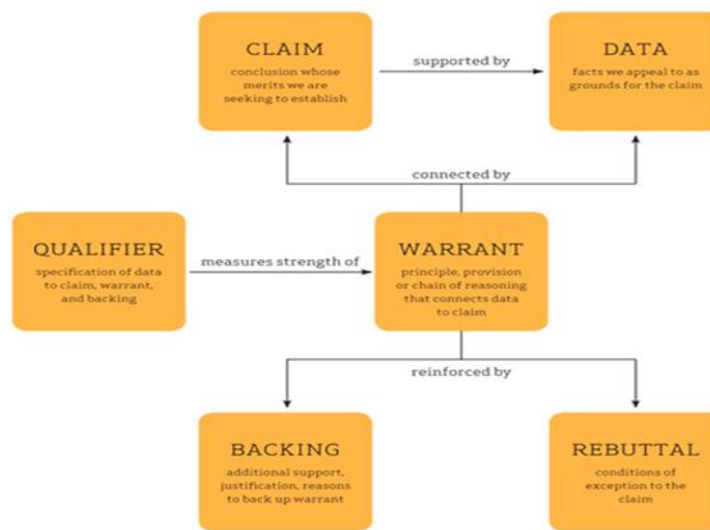 CLAIM
conclusion whose
merits we are
seeking to establish
supported by
DATA
facts we appeal to as
grounds for the claim
connected by
QUALIFIER
specification of data
to claim, warrant,
and backing
measures strength of
WARRANT
principle, provision
or chain of reasoning
that connects data
to claim
reinforced by
BACKING
additional support,
justification, reasons
to back up warrant
REBUTTAL
conditions of
exception to the
claim